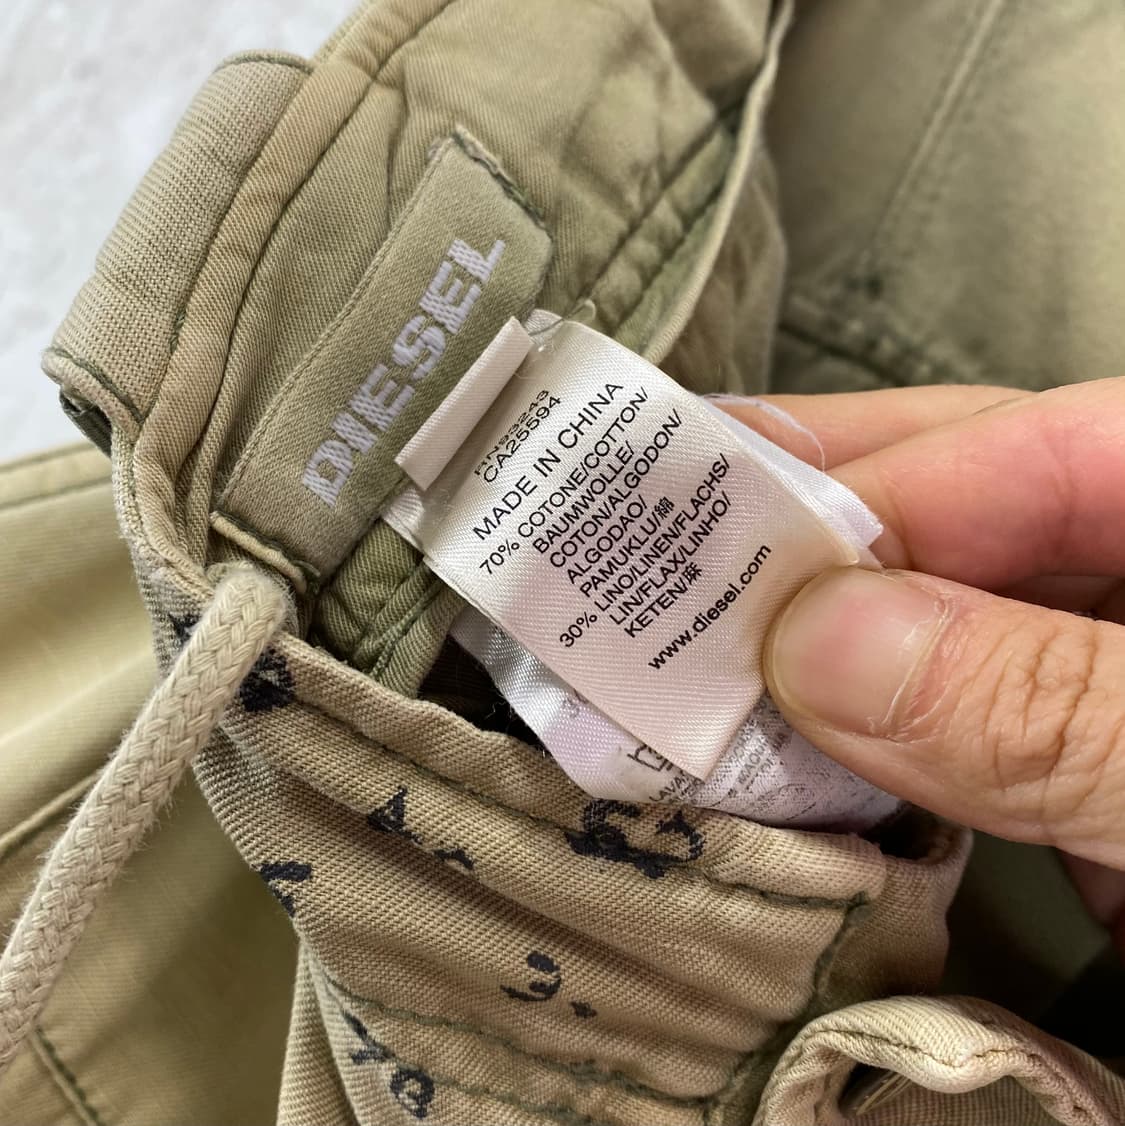 DIESEL
RN93243
CA25594
MADE IN CHINA
70% COTONE/COTTON/
BAUMWOLLE/
COTON/ALGODON/
ALGODAO/
PAMUKLU/綿
30% LINO/LINEN/FLACHS/
LIN/FLAX/LINHO/
KETEN/麻
www.diesel.com